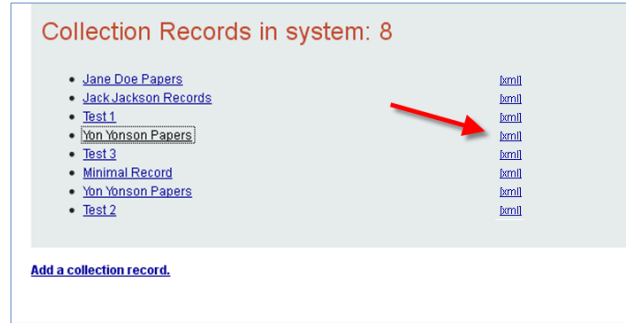 Collection Records in system: 8
Jane Doe Papers [xml]
Jack Jackson Records [xml]
Test 1 [xml]
Yon Yonson Papers [xml]
Test 3 [xml]
Minimal Record [xml]
Yon Yonson Papers [xml]
Test 2 [xml]
Add a collection record.